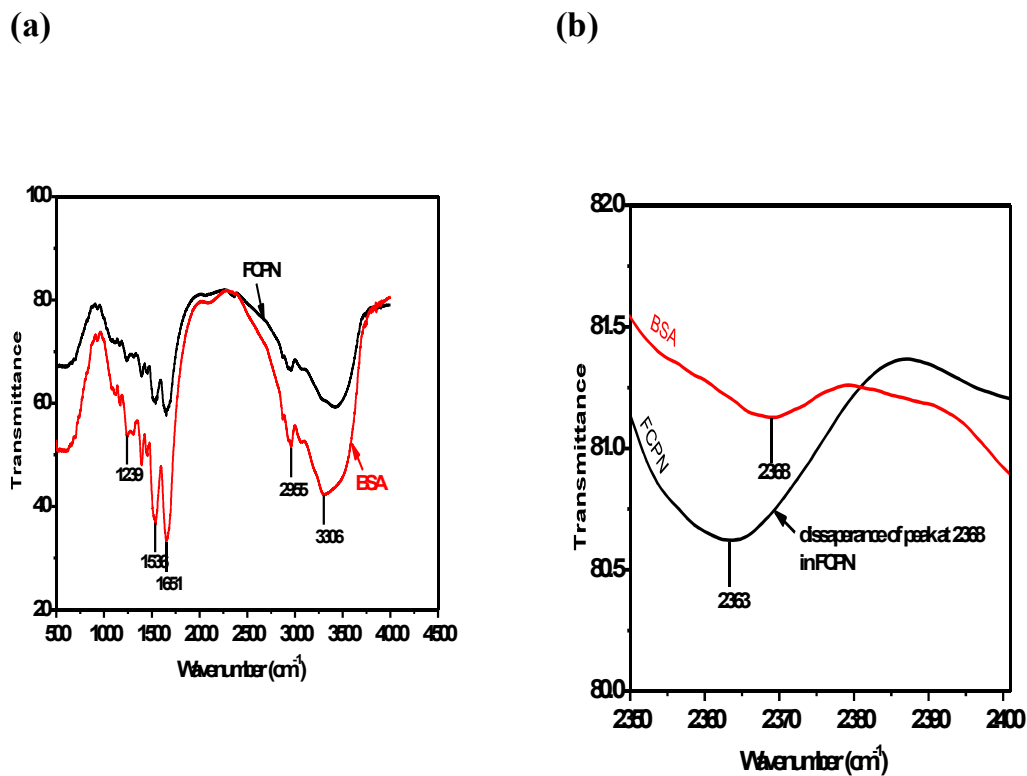 (a)
(b)
100
80
60
40
20
500 1000 1500 2000 2500 3000 3500 4000 4500
Transmittance
Wavenumber (cm-1)
FCPN
BSA
1239
1536
1651
2955
3306
82.0
81.5
81.0
80.5
80.0
2350 2360 2370 2380 2390 2400
Transmittance
Wavenumber (cm-1)
BSA
FCPN
2368
2363
dissaperance of peak at 2368
in FCPN